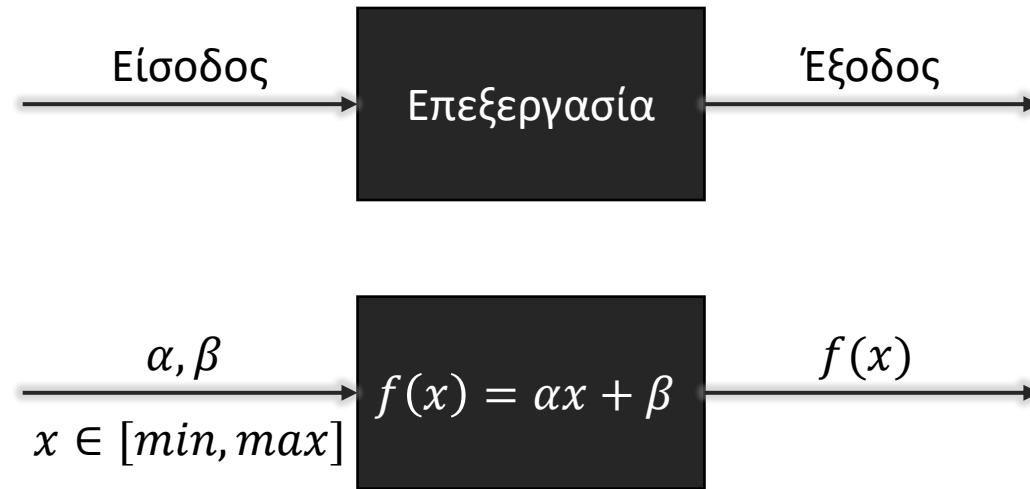 Είσοδος
Επεξεργασία
Έξοδος
α, β
x ∈ [min, max]
f(x) = αx + β
f(x)